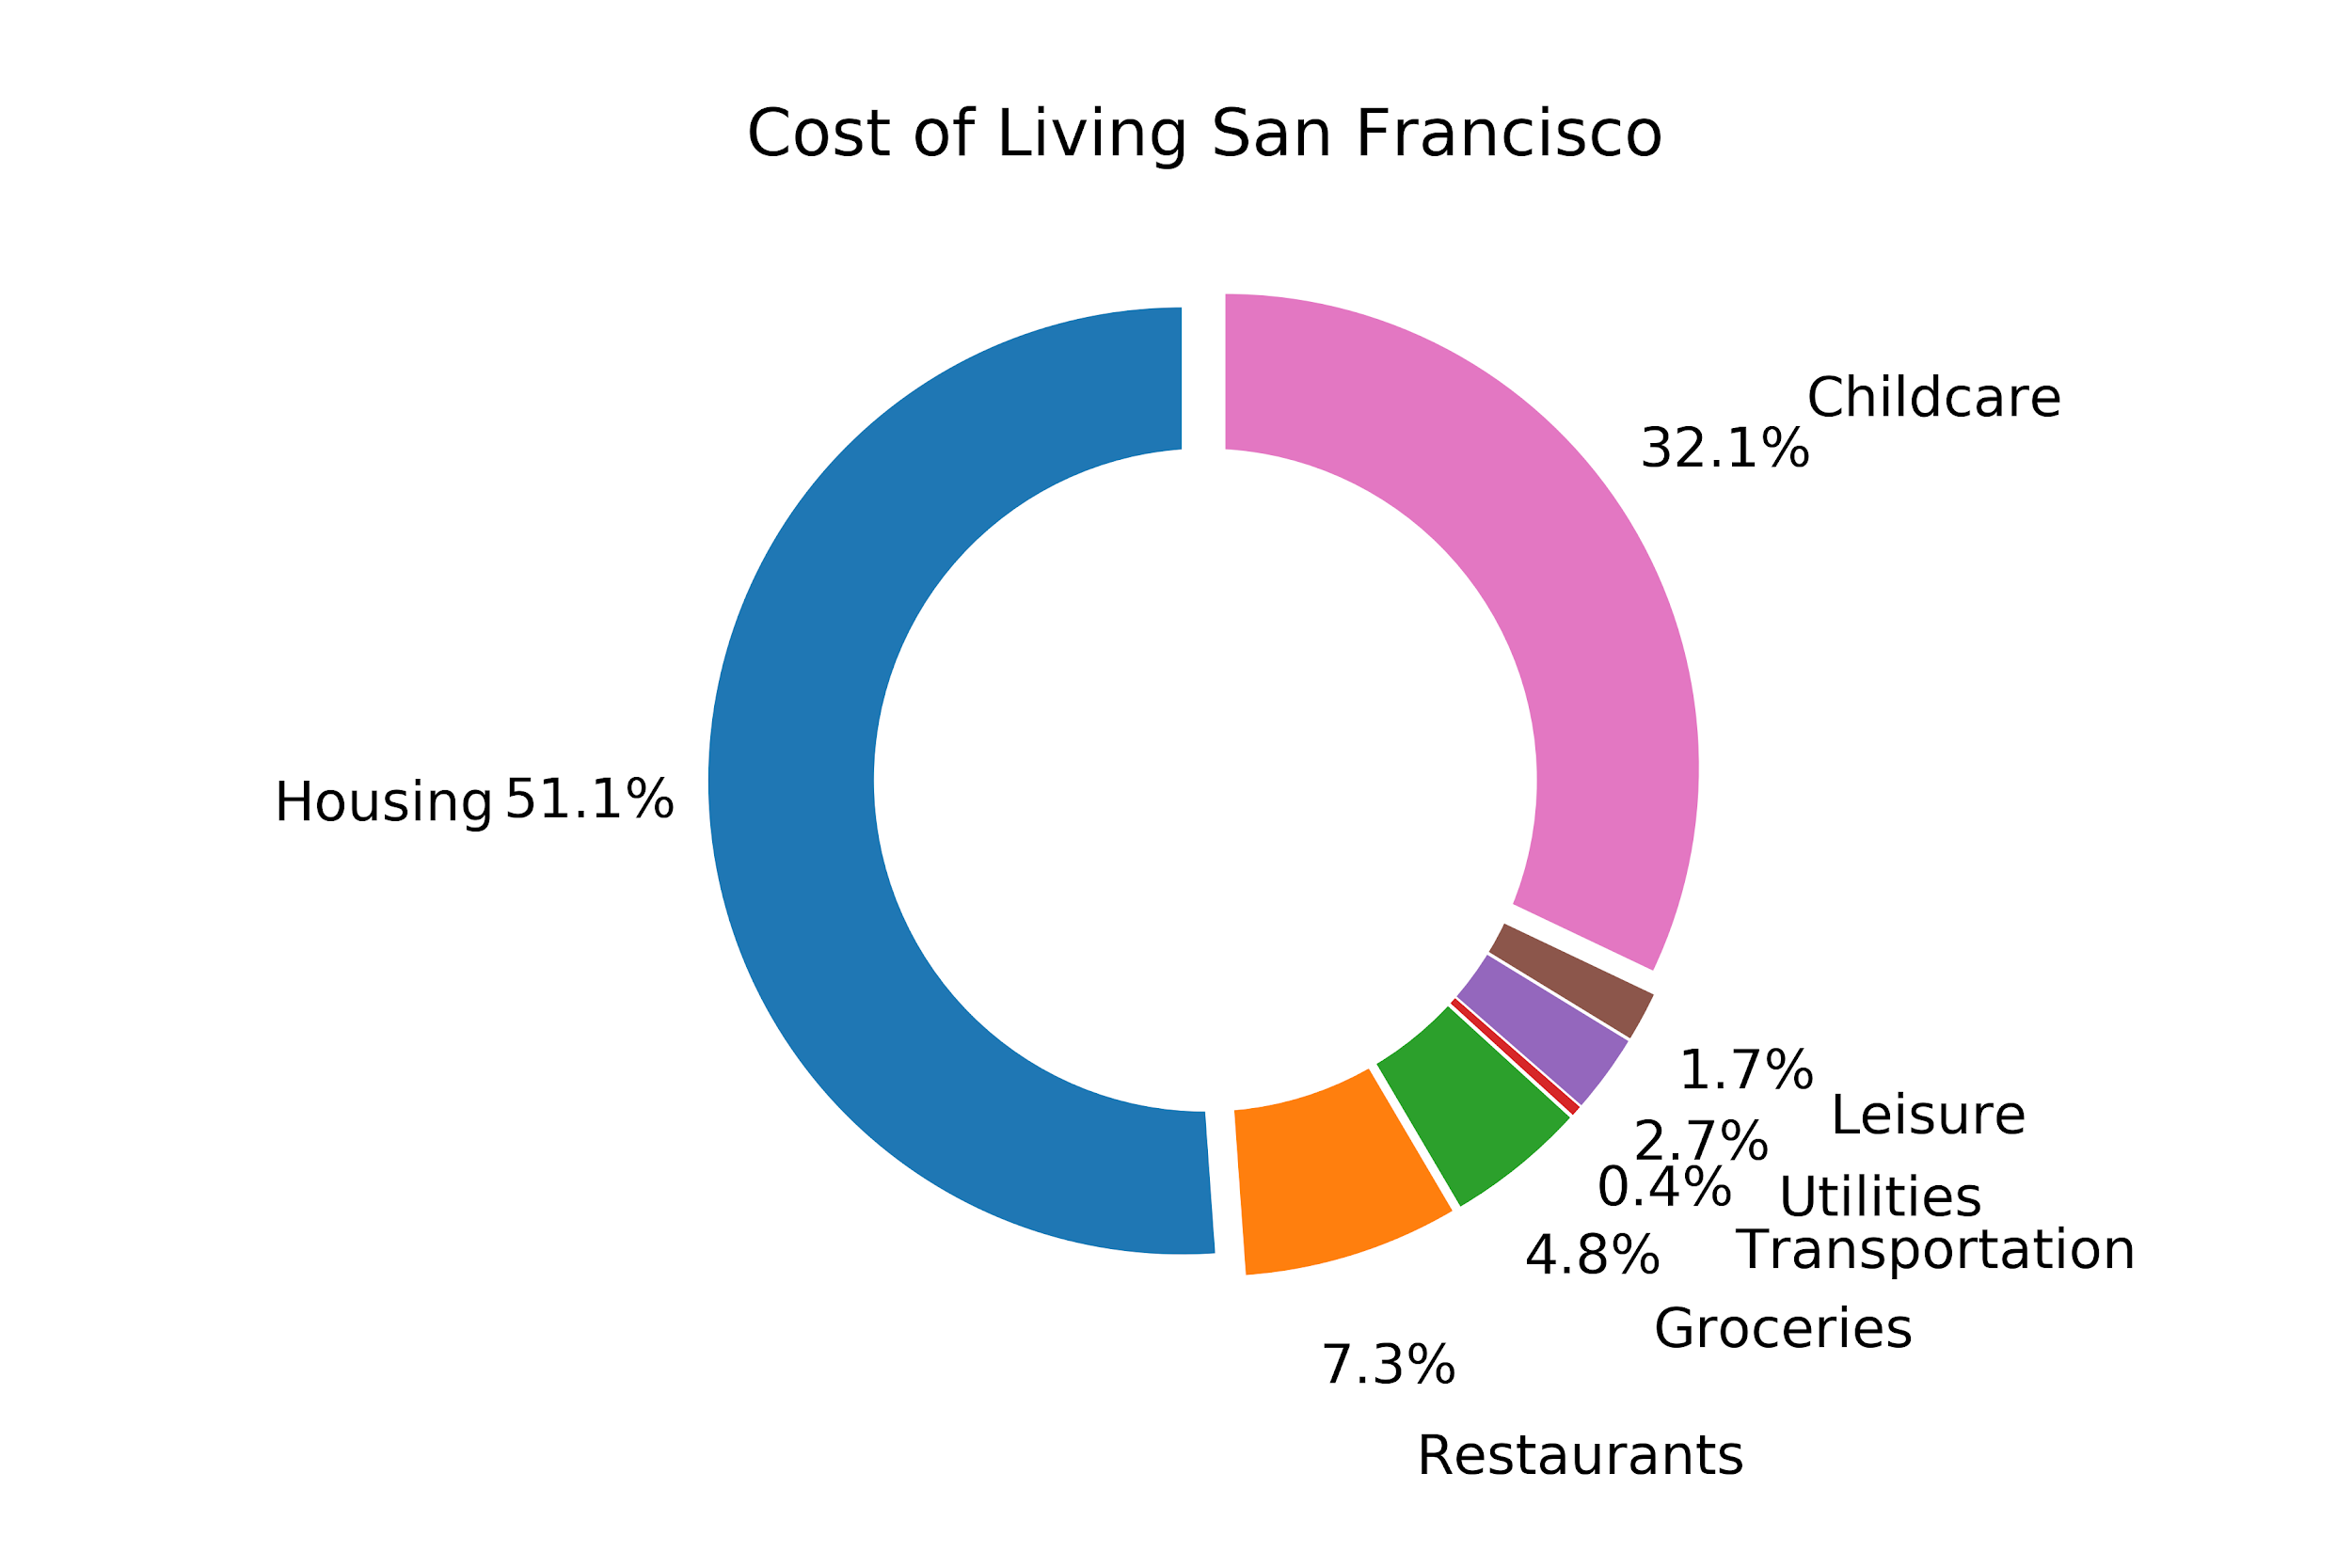 Cost of Living San Francisco
Childcare
32.1%
Housing 51.1%
1.7%
Leisure
2.7%
Utilities
0.4%
Transportation
4.8%
Groceries
7.3%
Restaurants